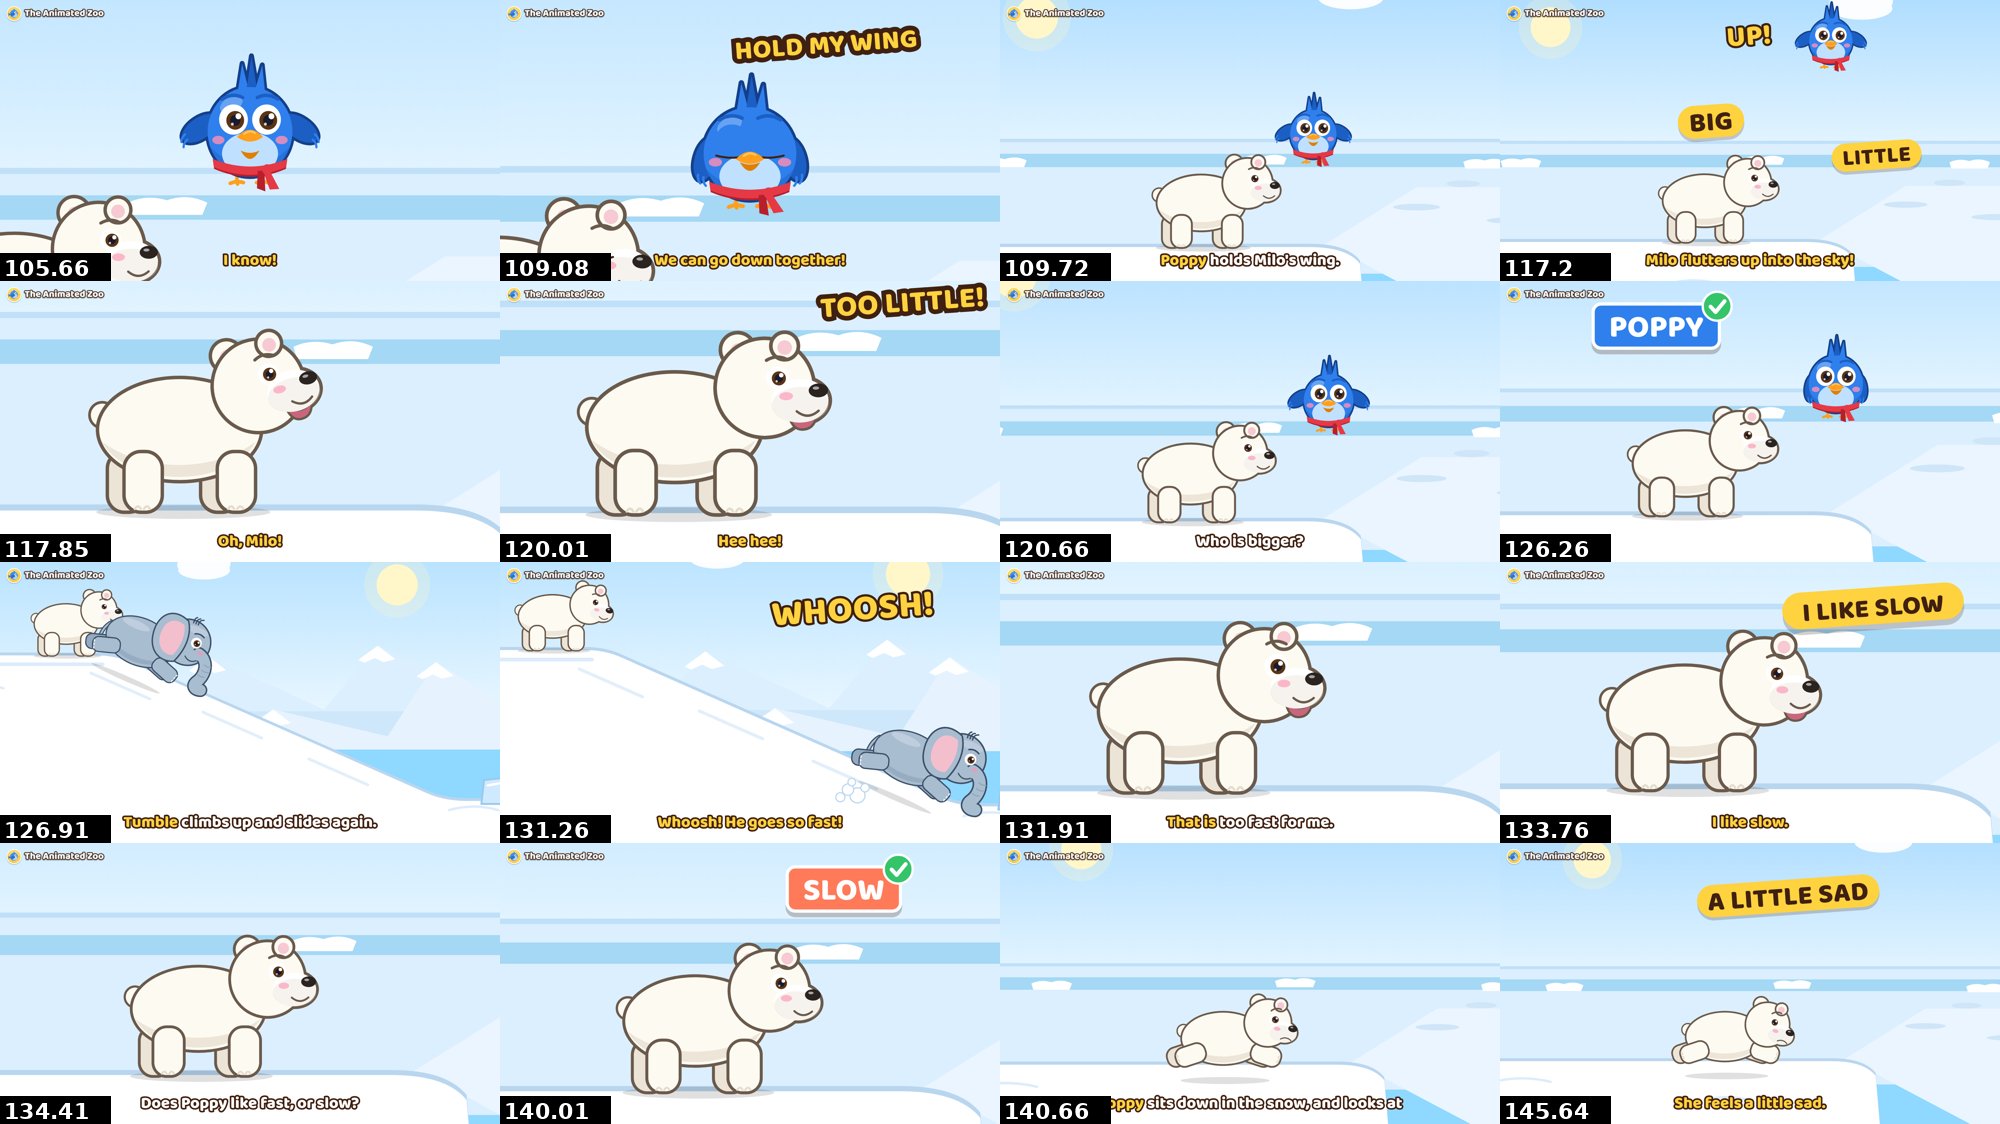 The Animated Zoo
I know!
105.66
The Animated Zoo
HOLD MY WING
We can go down together!
109.08
The Animated Zoo
Poppy holds Milo's wing.
109.72
The Animated Zoo
UP!
BIG
LITTLE
Milo flutters up into the sky!
117.2
The Animated Zoo
Oh, Milo!
117.85
The Animated Zoo
TOO LITTLE!
Hee hee!
120.01
The Animated Zoo
Who is bigger?
120.66
The Animated Zoo
POPPY
126.26
The Animated Zoo
Tumble climbs up and slides again.
126.91
The Animated Zoo
WHOOSH!
Whoosh! He goes so fast!
131.26
The Animated Zoo
That is too fast for me.
131.91
The Animated Zoo
I LIKE SLOW
I like slow.
133.76
The Animated Zoo
Does Poppy like fast, or slow?
134.41
The Animated Zoo
SLOW
140.01
The Animated Zoo
oppy sits down in the snow, and looks at
140.66
The Animated Zoo
A LITTLE SAD
She feels a little sad.
145.64